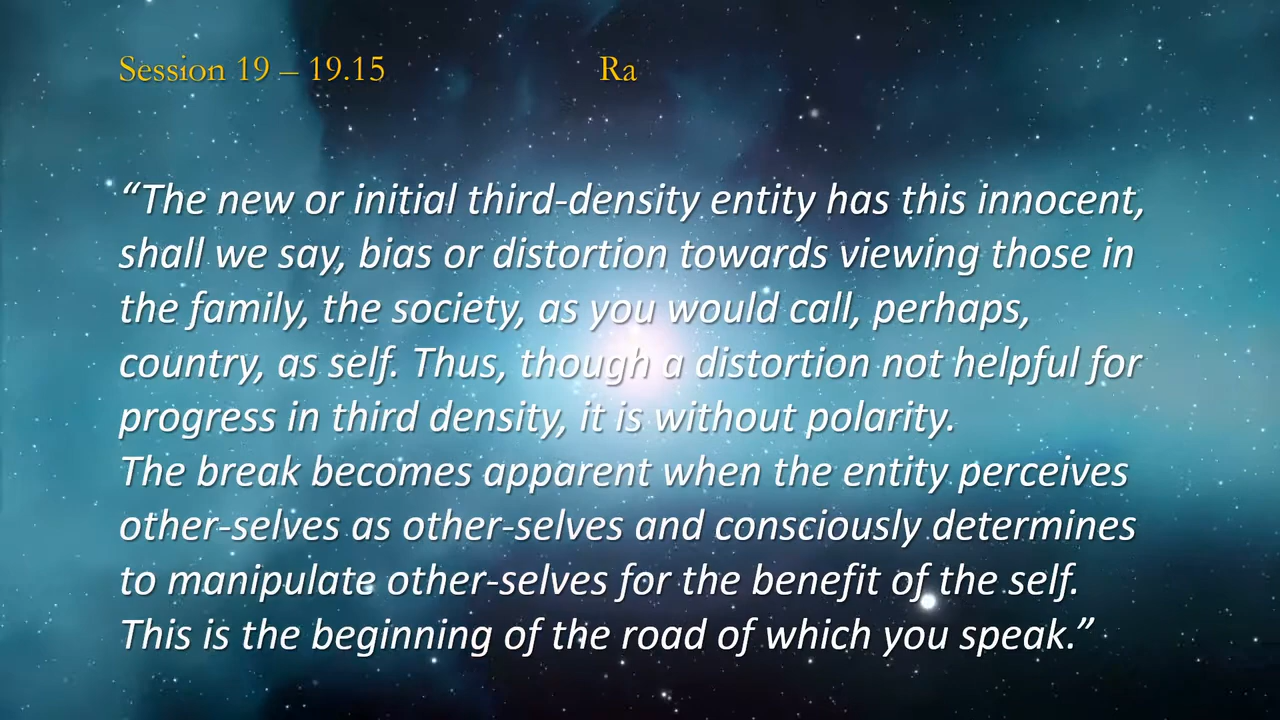 Session 19 – 19.15 Ra
“The new or initial third-density entity has this innocent,
shall we say, bias or distortion towards viewing those in
the family, the society, as you would call, perhaps,
country, as self. Thus, though a distortion not helpful for
progress in third density, it is without polarity.
The break becomes apparent when the entity perceives
other-selves as other-selves and consciously determines
to manipulate other-selves for the benefit of the self.
This is the beginning of the road of which you speak.”